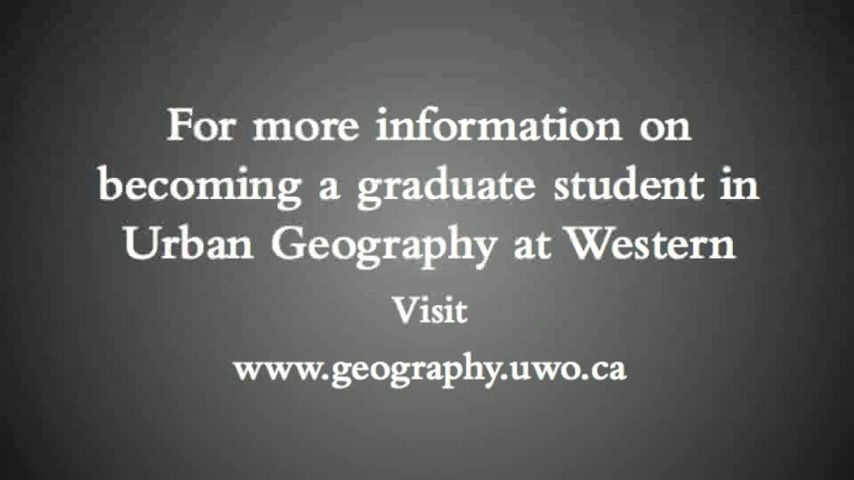 For more information on
becoming a graduate student in
Urban Geography at Western
Visit
www.geography.uwo.ca